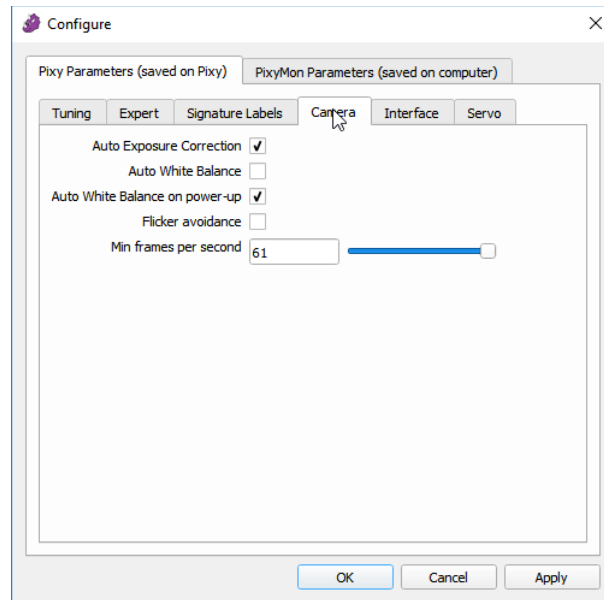 Configure
Pixy Parameters (saved on Pixy) PixyMon Parameters (saved on computer)
Tuning Expert Signature Labels Camera Interface Servo
Auto Exposure Correction
Auto White Balance
Auto White Balance on power-up
Flicker avoidance
Min frames per second 61
OK Cancel Apply